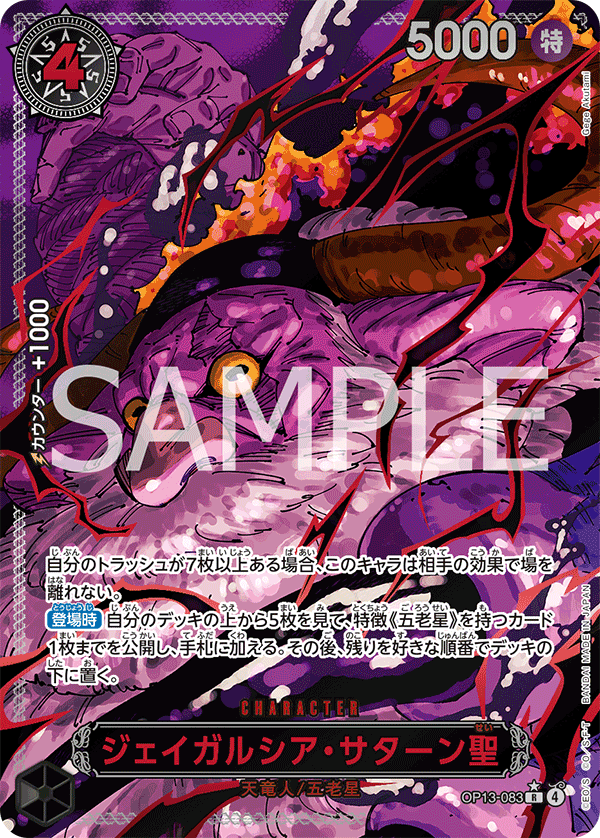 4
5000 特
Gege Akutami
カウンター +1000
SAMPLE
自分のトラッシュが7枚以上ある場合、このキャラは相手の効果で場を
離れない。
登場時 自分のデッキの上から5枚を見て、特徴《五老星》を持つカード
1枚までを公開し、手札に加える。その後、残りを好きな順番でデッキの
下に置く。
CHARACTER
ジェイガルシア・サターン聖
天竜人/五老星
OP13-083 R 4
©E.O/S. ©O. S-F-T BANDAI MADE IN JAPAN